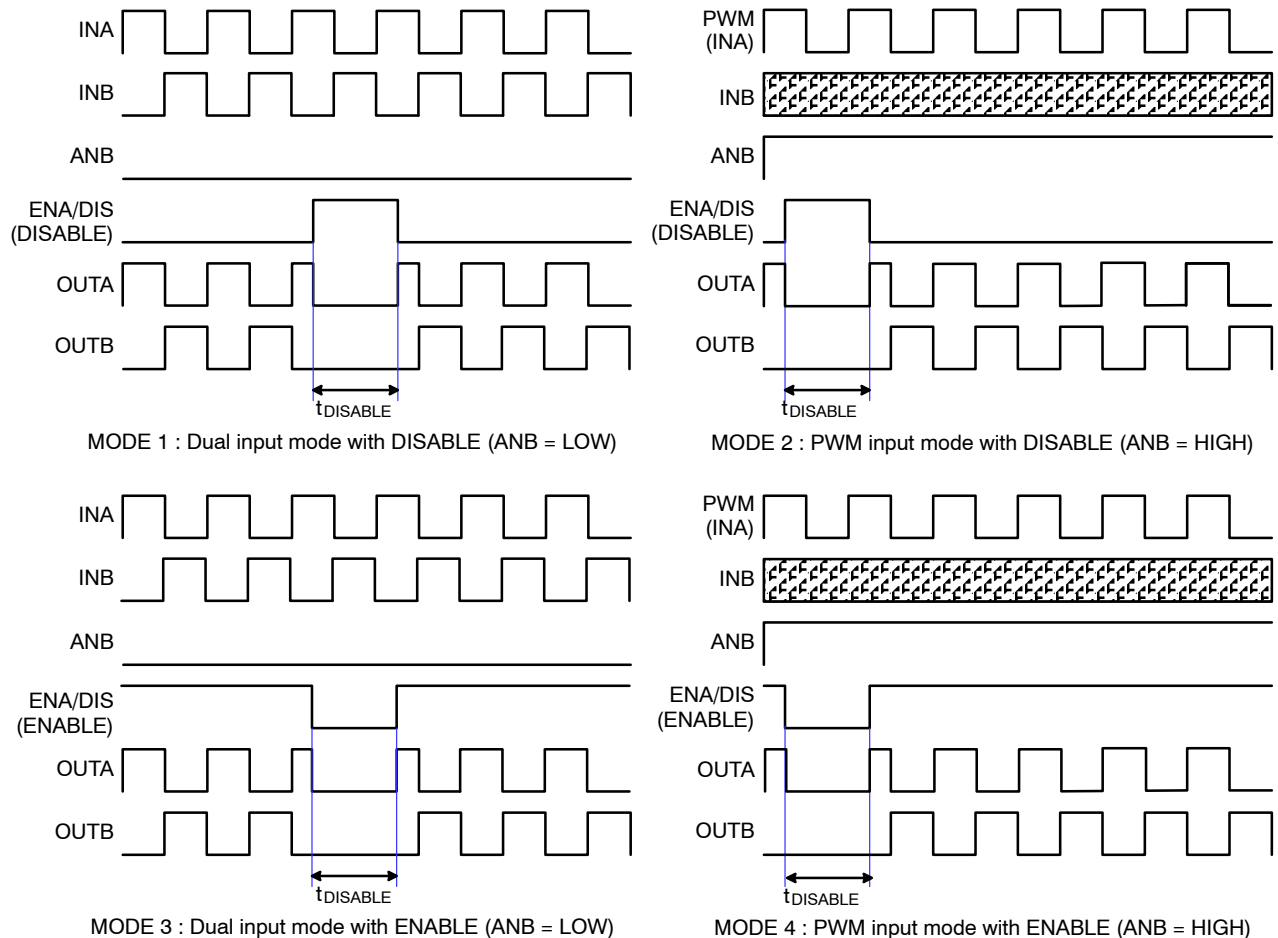 INA
INB
ANB
ENA/DIS
(DISABLE)
OUTA
OUTB
tDISABLE
MODE 1 : Dual input mode with DISABLE (ANB = LOW)
PWM
(INA)
INB
ANB
ENA/DIS
(DISABLE)
OUTA
OUTB
tDISABLE
MODE 2 : PWM input mode with DISABLE (ANB = HIGH)
INA
INB
ANB
ENA/DIS
(ENABLE)
OUTA
OUTB
tDISABLE
MODE 3 : Dual input mode with ENABLE (ANB = LOW)
PWM
(INA)
INB
ANB
ENA/DIS
(ENABLE)
OUTA
OUTB
tDISABLE
MODE 4 : PWM input mode with ENABLE (ANB = HIGH)